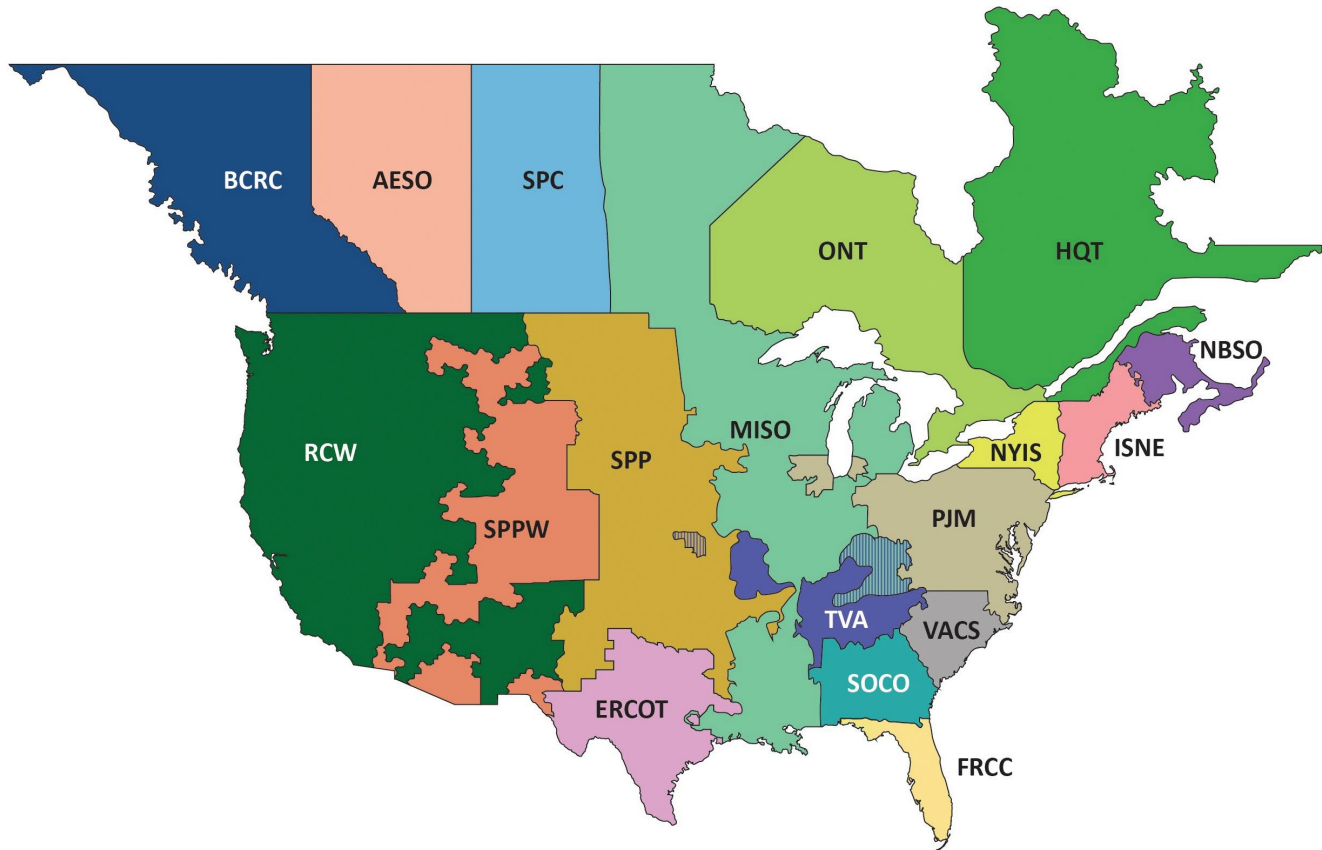 BCRC
AESO
SPC
ONT
HQT
NBSO
MISO
ISNE
RCW
SPP
NYIS
PJM
SPPW
TVA
VACS
SOCO
ERCOT
FRCC